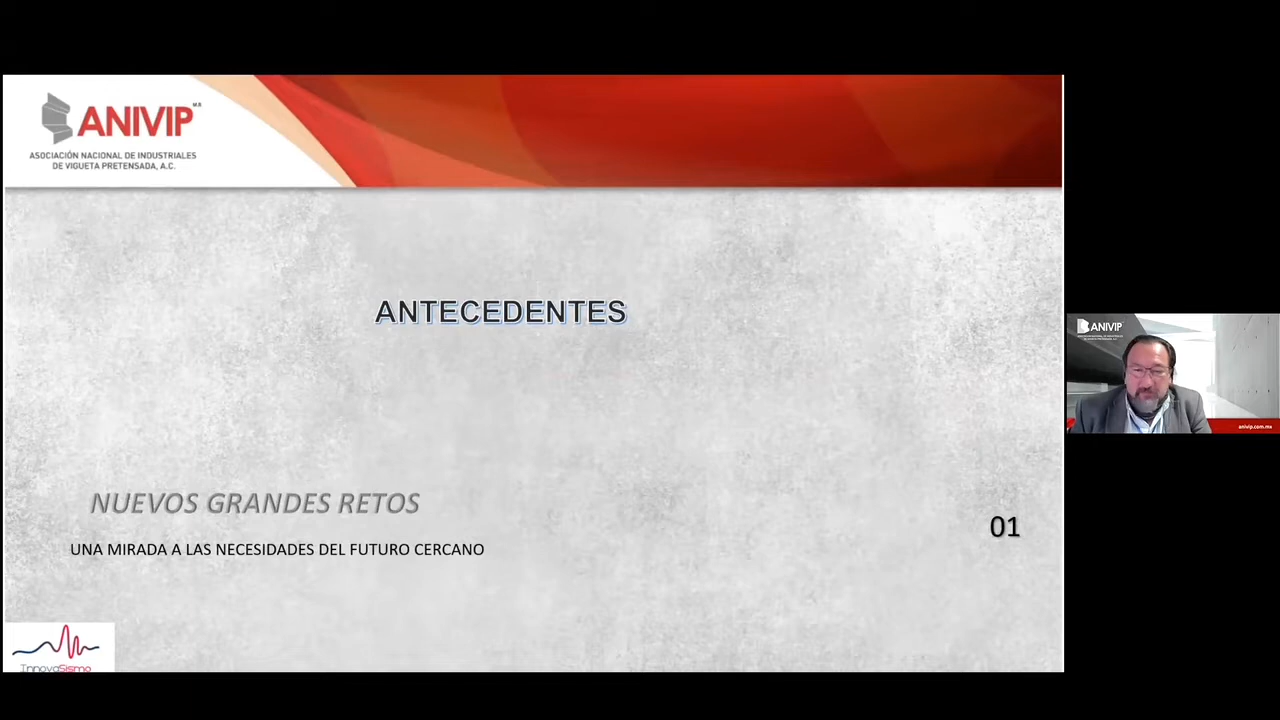 ANIVIP
ASOCIACIÓN NACIONAL DE INDUSTRIALES
DE VIGUETA PRETENSADA, A.C.
ANTECEDENTES
NUEVOS GRANDES RETOS
UNA MIRADA A LAS NECESIDADES DEL FUTURO CERCANO
01
InnovaSismo
ANIVIP
anivip.com.mx